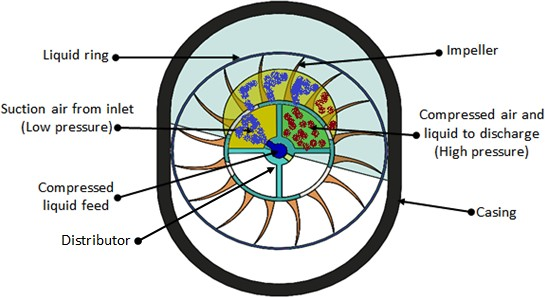 Liquid ring
Impeller
Suction air from inlet
(Low pressure)
Compressed air and
liquid to discharge
(High pressure)
Compressed
liquid feed
Casing
Distributor